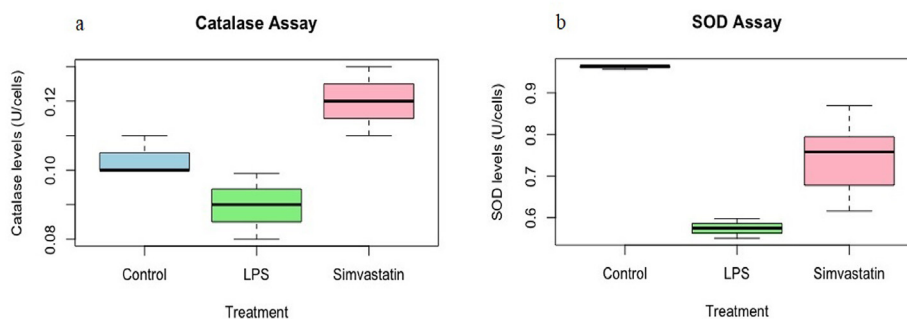 a
Catalase Assay
Catalase levels (U/cells)
0.12
0.10
0.08
Control LPS Simvastatin
Treatment
b
SOD Assay
SOD levels (U/cells)
0.9
0.8
0.7
0.6
Control LPS Simvastatin
Treatment